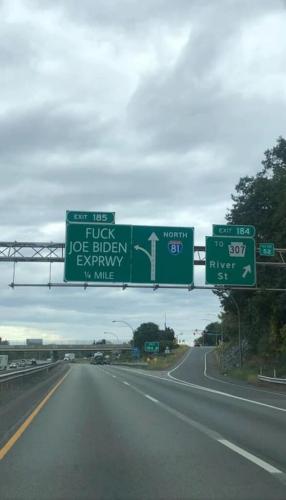 EXIT 185
FUCK
JOE BIDEN
EXPRWY
¼ MILE
NORTH
81
EXIT 184
TO
307
River
St